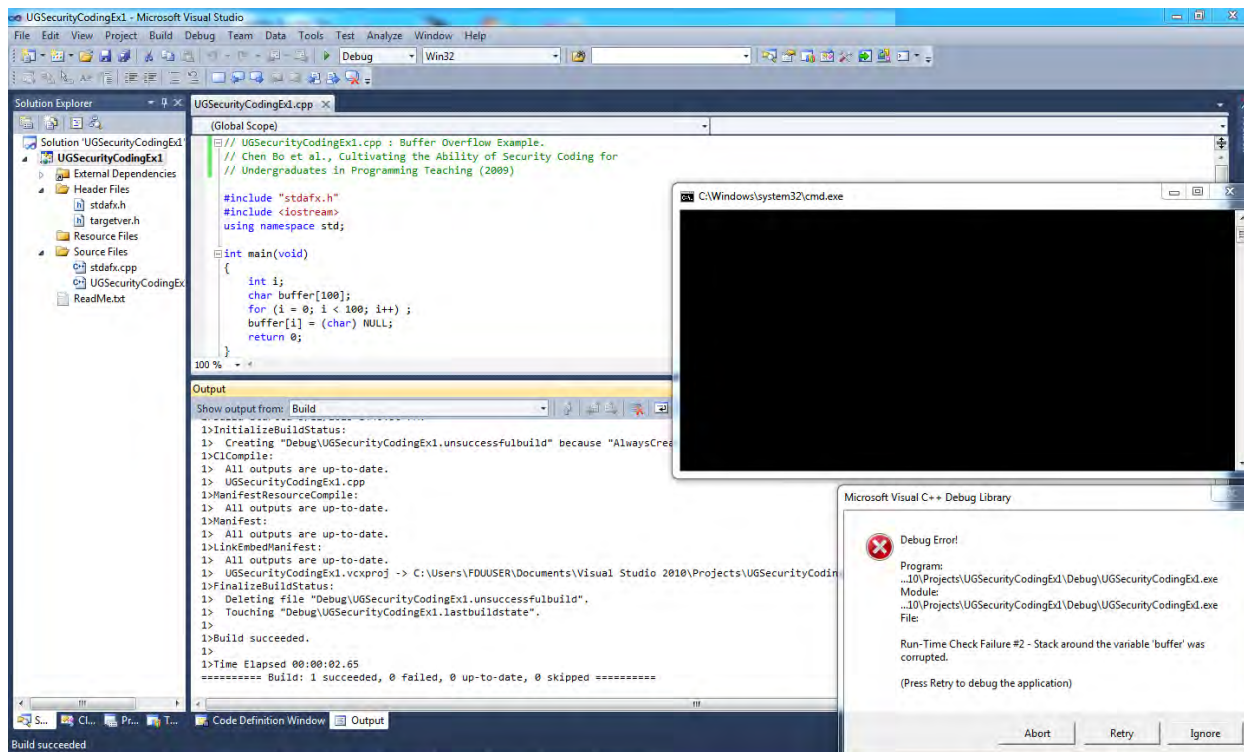 UGSecurityCodingEx1 - Microsoft Visual Studio
File Edit View Project Build Debug Team Data Tools Test Analyze Window Help
Debug Win32
Solution Explorer
UGSecurityCodingEx1.cpp
(Global Scope)
Solution 'UGSecurityCodingEx1'
UGSecurityCodingEx1
External Dependencies
Header Files
stdafx.h
targetver.h
Resource Files
Source Files
stdafx.cpp
UGSecurityCodingEx
ReadMe.txt
// UGSecurityCodingEx1.cpp : Buffer Overflow Example.
// Chen Bo et al., Cultivating the Ability of Security Coding for
// Undergraduates in Programming Teaching (2009)
#include "stdafx.h"
#include <iostream>
using namespace std;
int main(void)
{
int i;
char buffer[100];
for (i = 0; i < 100; i++) ;
buffer[i] = (char) NULL;
return 0;
}
100 %
C:\Windows\system32\cmd.exe
Output
Show output from: Build
1>InitializeBuildStatus:
1> Creating "Debug\UGSecurityCodingEx1.unsuccessfulbuild" because "AlwaysCrea
1>ClCompile:
1> All outputs are up-to-date.
1> UGSecurityCodingEx1.cpp
1>ManifestResourceCompile:
1> All outputs are up-to-date.
1>Manifest:
1> All outputs are up-to-date.
1>LinkEmbedManifest:
1> All outputs are up-to-date.
1> UGSecurityCodingEx1.vcxproj -> C:\Users\FDUUSER\Documents\Visual Studio 2010\Projects\UGSecurityCodin
1>FinalizeBuildStatus:
1> Deleting file "Debug\UGSecurityCodingEx1.unsuccessfulbuild".
1> Touching "Debug\UGSecurityCodingEx1.lastbuildstate".
1>
1>Build succeeded.
1>
1>Time Elapsed 00:00:02.65
========== Build: 1 succeeded, 0 failed, 0 up-to-date, 0 skipped ==========
Microsoft Visual C++ Debug Library
Debug Error!
Program:
...10\Projects\UGSecurityCodingEx1\Debug\UGSecurityCodingEx1.exe
Module:
...10\Projects\UGSecurityCodingEx1\Debug\UGSecurityCodingEx1.exe
File:
Run-Time Check Failure #2 - Stack around the variable 'buffer' was
corrupted.
(Press Retry to debug the application)
Abort Retry Ignore
S... Cl... Pr... T... Code Definition Window Output
Build succeeded